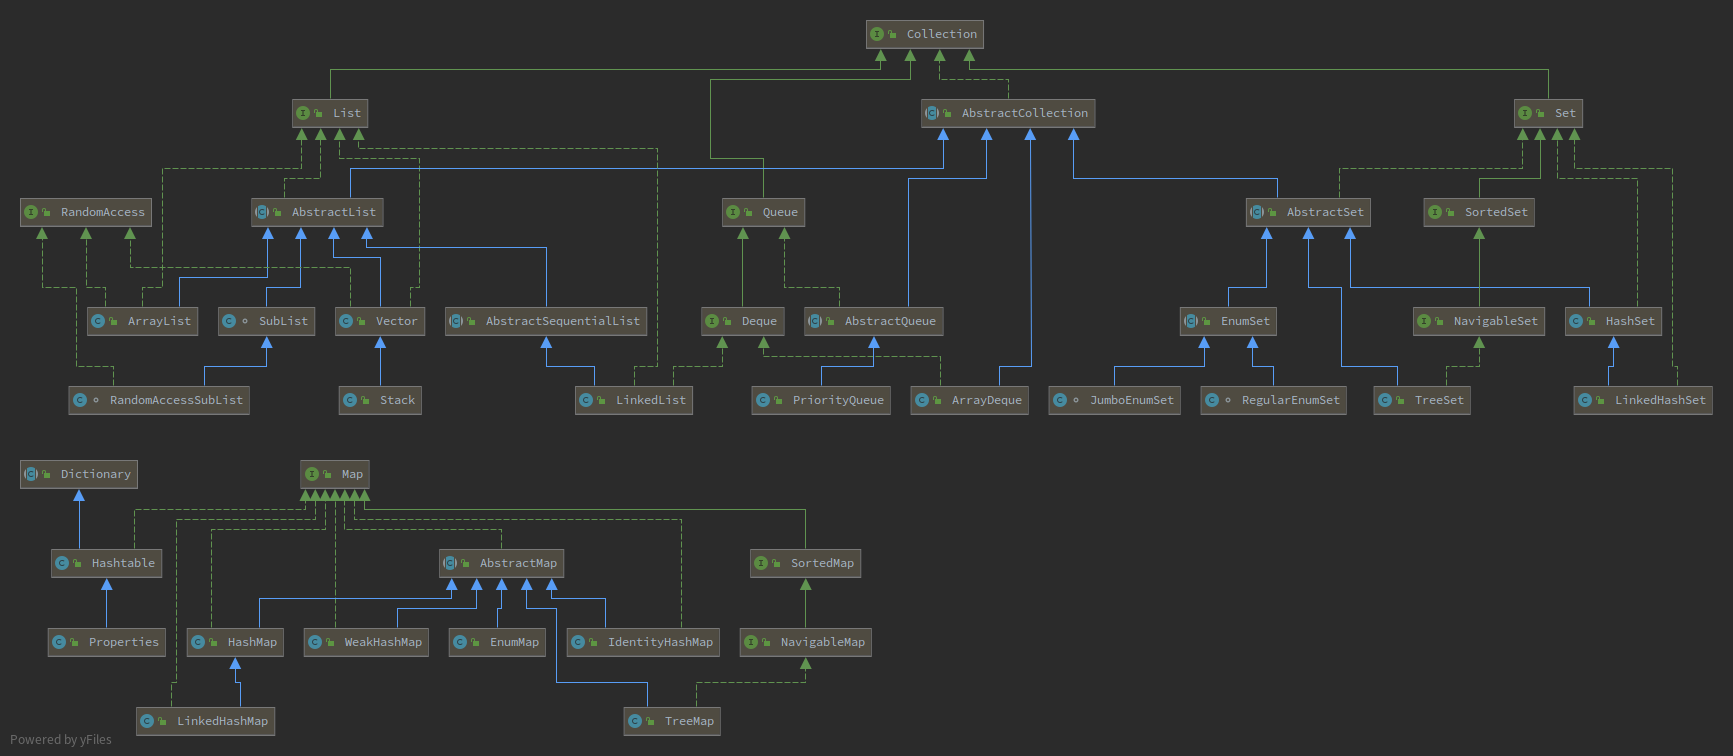 Collection
List
AbstractCollection
Set
RandomAccess
AbstractList
Queue
AbstractSet
SortedSet
ArrayList
SubList
Vector
AbstractSequentialList
Deque
AbstractQueue
EnumSet
NavigableSet
HashSet
RandomAccessSubList
Stack
LinkedList
PriorityQueue
ArrayDeque
JumboEnumSet
RegularEnumSet
TreeSet
LinkedHashSet
Dictionary
Map
Hashtable
AbstractMap
SortedMap
Properties
HashMap
WeakHashMap
EnumMap
IdentityHashMap
NavigableMap
LinkedHashMap
TreeMap
Powered by yFiles